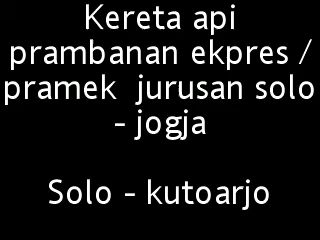 Kereta api
prambanan ekpres /
pramek jurusan solo
- jogja
Solo - kutoarjo